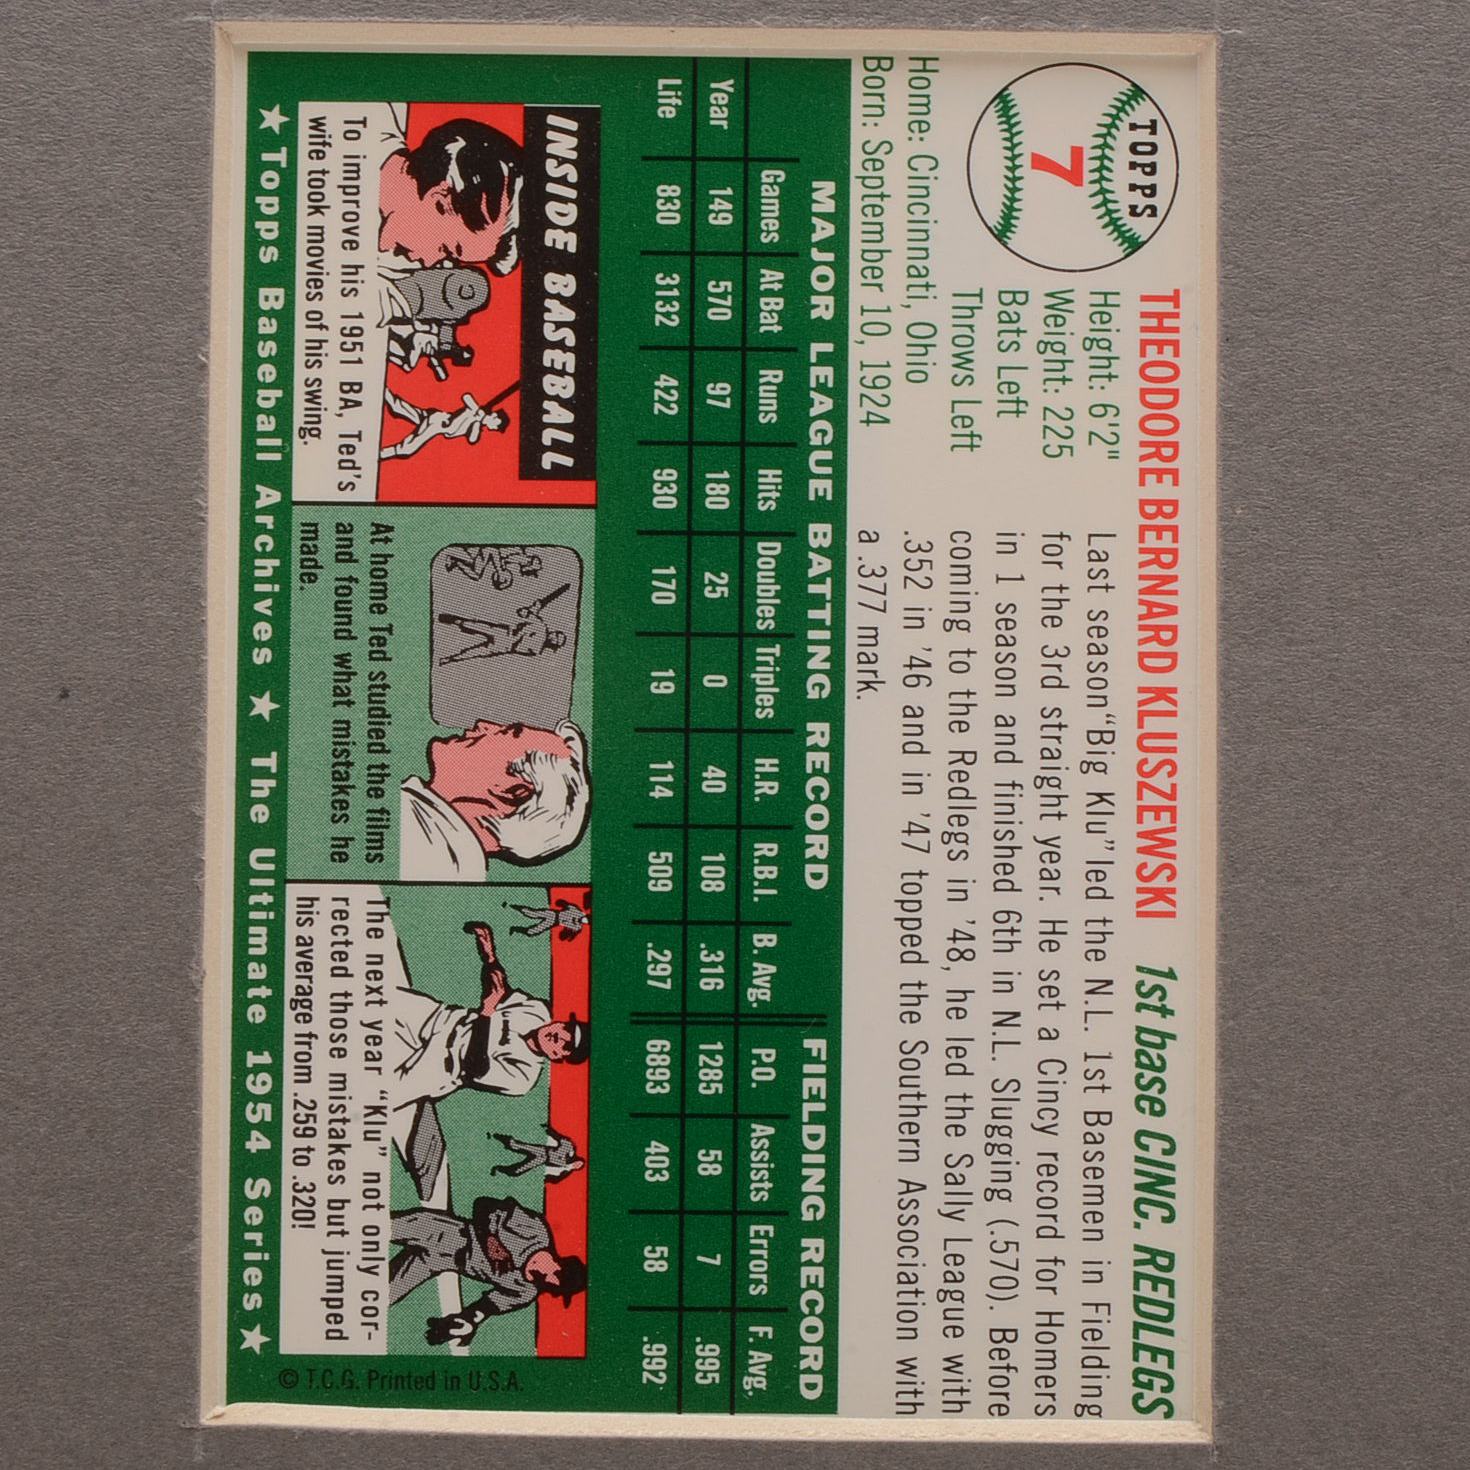 TOPPS
7
THEODORE BERNARD KLUSZEWSKI 1st base CINC. REDLEGS
Height: 6'2"
Weight: 225
Bats Left
Throws Left
Home: Cincinnati, Ohio
Born: September 10, 1924
Last season "Big Klu" led the N.L. 1st Basemen in Fielding
for the 3rd straight year. He set a Cincy record for Homers
in 1 season and finished 6th in N.L. Slugging (.570). Before
coming to the Redlegs in '48, he led the Sally League with
.352 in '46 and in '47 topped the Southern Association with
a .377 mark.
MAJOR LEAGUE BATTING RECORD FIELDING RECORD
Games At Bat Runs Hits Doubles Triples H.R. R.B.I. B. Avg. P.O. Assists Errors F. Avg.
Year 149 570 97 180 25 0 40 108 .316 1285 58 7 .995
Life 830 3132 422 930 170 19 114 509 .297 6893 403 58 .992
INSIDE BASEBALL
To improve his 1951 BA, Ted's
wife took movies of his swing.
At home Ted studied the films
and found what mistakes he
made.
The next year "Klu" not only cor-
rected those mistakes but jumped
his average from .259 to .320!
© T.C.G. Printed in U.S.A.
★ Topps Baseball Archives ★ The Ultimate 1954 Series ★